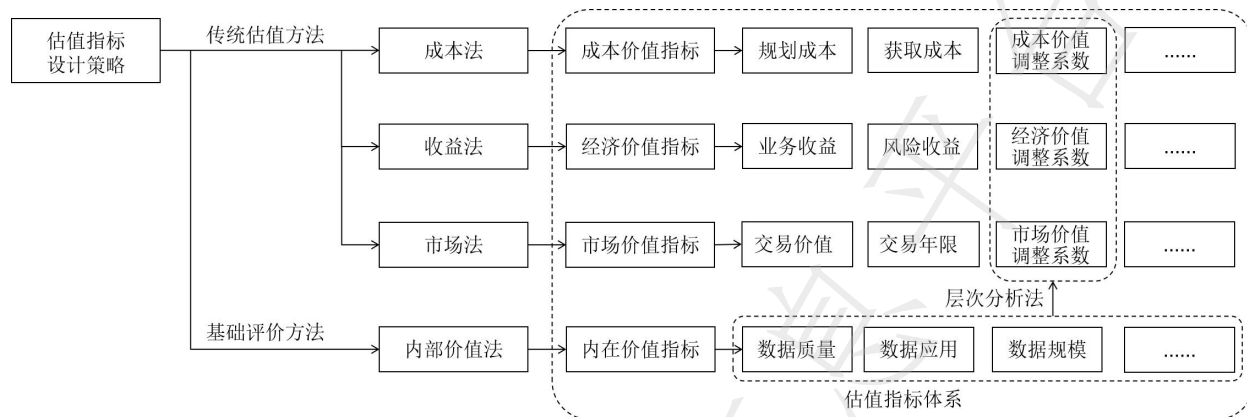 估值指标
设计策略
传统估值方法
成本法
成本价值指标
规划成本
获取成本
成本价值
调整系数
......
收益法
经济价值指标
业务收益
风险收益
经济价值
调整系数
......
市场法
市场价值指标
交易价值
交易年限
市场价值
调整系数
......
层次分析法
基础评价方法
内部价值法
内在价值指标
数据质量
数据应用
数据规模
......
估值指标体系